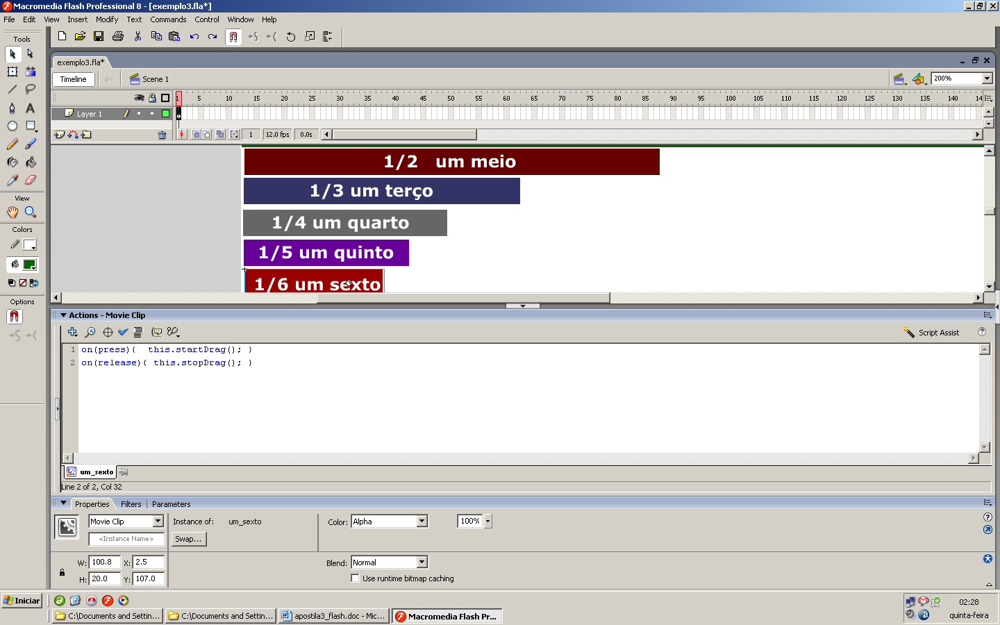 Macromedia Flash Professional 8 - [exemplo3.fla*]
File Edit View Insert Modify Text Commands Control Window Help
Tools
exemplo3.fla*
Timeline Scene 1 200%
1 5 10 15 20 25 30 35 40 45 50 55 60 65 70 75 80 85 90 95 100 105 110 115 120 125 130 135 140 14
Layer 1
1 12.0 fps 0.0s
View
Colors
Options
1/2 um meio
1/3 um terço
1/4 um quarto
1/5 um quinto
1/6 um sexto
Actions - Movie Clip
Script Assist
1 on(press){ this.startDrag(); }
2 on(release){ this.stopDrag(); }
um_sexto
Line 2 of 2, Col 32
Properties Filters Parameters
Movie Clip Instance of: um_sexto Color: Alpha 100%
<Instance Name> Swap...
W: 100.8 X: 2.5 Blend: Normal
H: 20.0 Y: 107.0 Use runtime bitmap caching
Iniciar 02:28
C:\Documents and Settin... C:\Documents and Settin... apostila3_flash.doc - Mic... Macromedia Flash Pr... quinta-feira